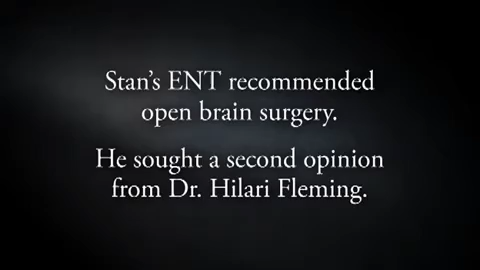 Stan's ENT recommended
open brain surgery.
He sought a second opinion
from Dr. Hilari Fleming.